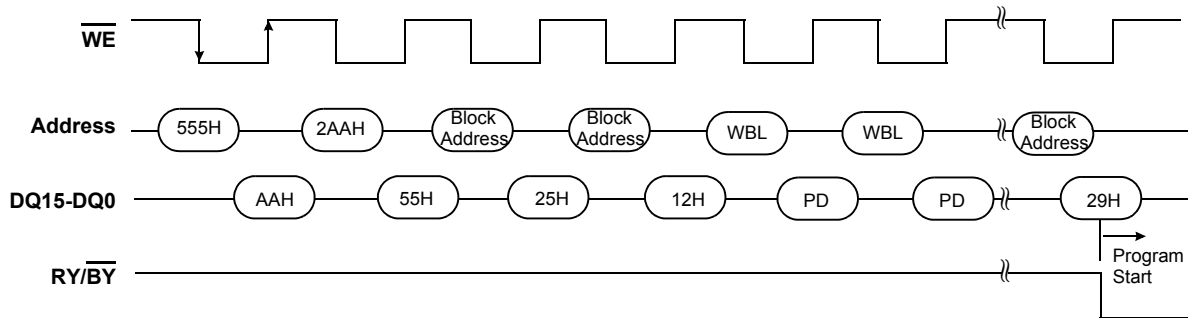 WE
Address
555H
2AAH
Block
Address
Block
Address
WBL
WBL
Block
Address
DQ15-DQ0
AAH
55H
25H
12H
PD
PD
29H
Program
Start
RY/BY